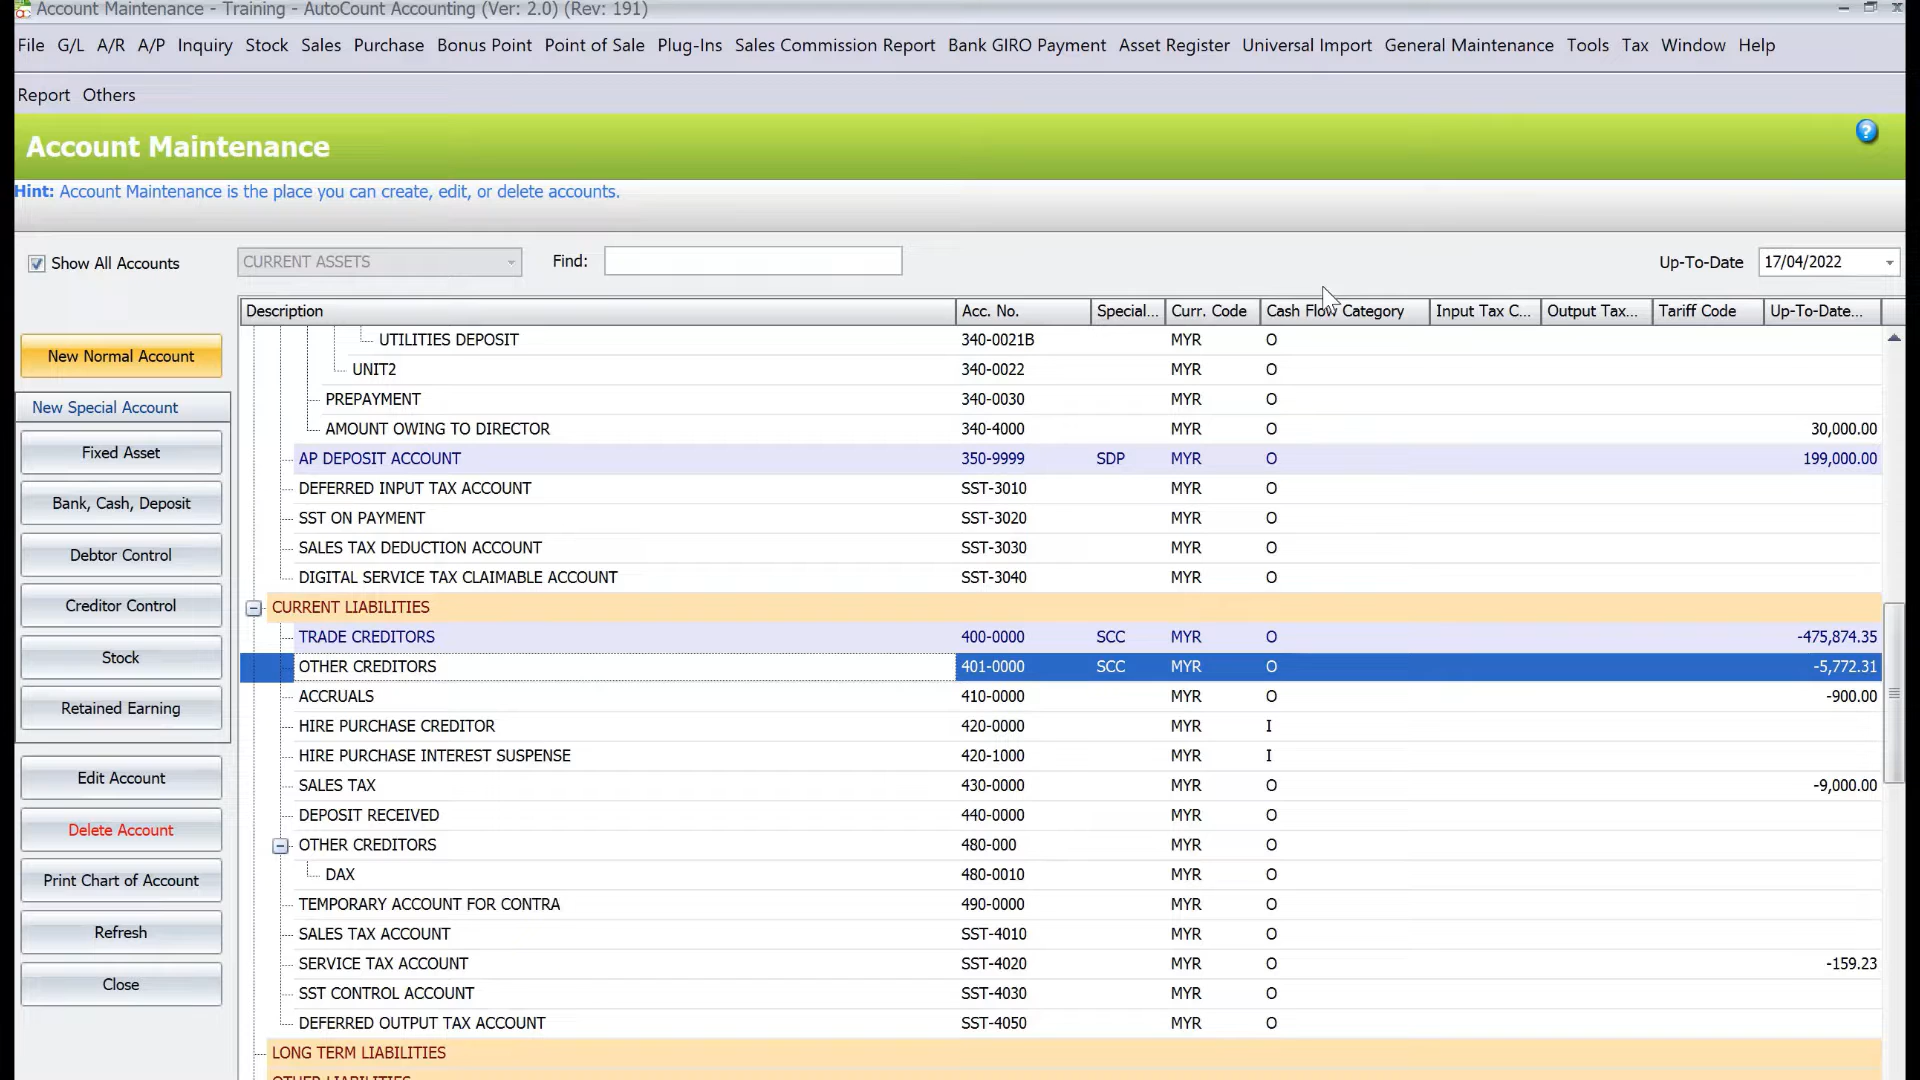 Account Maintenance - Training - AutoCount Accounting (Ver: 2.0) (Rev: 191)
File G/L A/R A/P Inquiry Stock Sales Purchase Bonus Point Point of Sale Plug-Ins Sales Commission Report Bank GIRO Payment Asset Register Universal Import General Maintenance Tools Tax Window Help
Report Others
Account Maintenance
Hint: Account Maintenance is the place you can create, edit, or delete accounts.
Show All Accounts CURRENT ASSETS Find: Up-To-Date 17/04/2022
Description Acc. No. Special... Curr. Code Cash Flow Category Input Tax C... Output Tax... Tariff Code Up-To-Date...
UTILITIES DEPOSIT 340-0021B MYR O
UNIT2 340-0022 MYR O
PREPAYMENT 340-0030 MYR O
AMOUNT OWING TO DIRECTOR 340-4000 MYR O 30,000.00
AP DEPOSIT ACCOUNT 350-9999 SDP MYR O 199,000.00
DEFERRED INPUT TAX ACCOUNT SST-3010 MYR O
SST ON PAYMENT SST-3020 MYR O
SALES TAX DEDUCTION ACCOUNT SST-3030 MYR O
DIGITAL SERVICE TAX CLAIMABLE ACCOUNT SST-3040 MYR O
CURRENT LIABILITIES
TRADE CREDITORS 400-0000 SCC MYR O -475,874.35
OTHER CREDITORS 401-0000 SCC MYR O -5,772.31
ACCRUALS 410-0000 MYR O -900.00
HIRE PURCHASE CREDITOR 420-0000 MYR I
HIRE PURCHASE INTEREST SUSPENSE 420-1000 MYR I
SALES TAX 430-0000 MYR O -9,000.00
DEPOSIT RECEIVED 440-0000 MYR O
OTHER CREDITORS 480-000 MYR O
DAX 480-0010 MYR O
TEMPORARY ACCOUNT FOR CONTRA 490-0000 MYR O
SALES TAX ACCOUNT SST-4010 MYR O
SERVICE TAX ACCOUNT SST-4020 MYR O -159.23
SST CONTROL ACCOUNT SST-4030 MYR O
DEFERRED OUTPUT TAX ACCOUNT SST-4050 MYR O
LONG TERM LIABILITIES
OTHER LIABILITIES
New Normal Account
New Special Account
Fixed Asset
Bank, Cash, Deposit
Debtor Control
Creditor Control
Stock
Retained Earning
Edit Account
Delete Account
Print Chart of Account
Refresh
Close